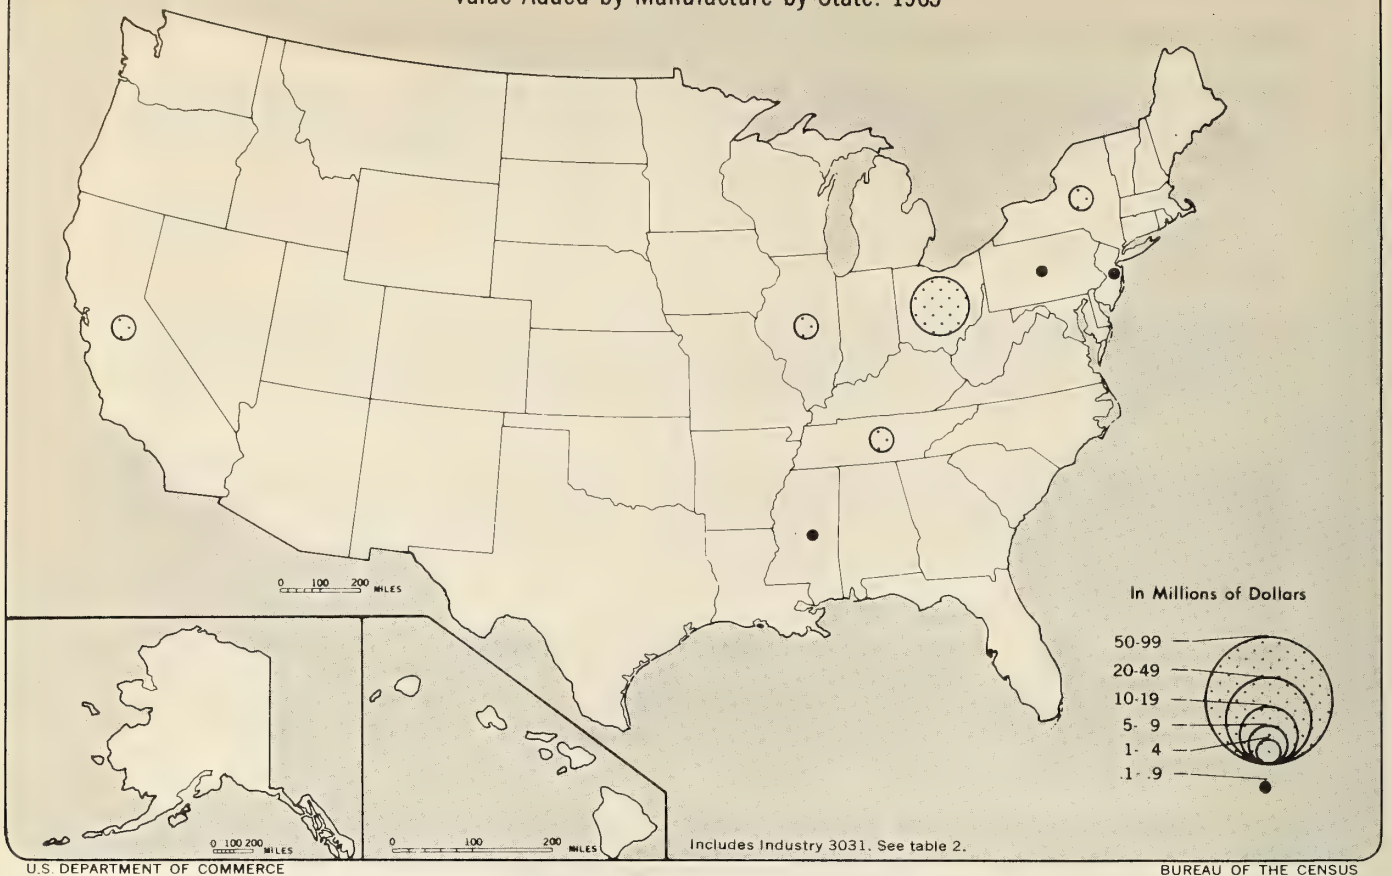 Value Added by Manufacture by State: 1963
0 100 200 MILES
In Millions of Dollars
50-99
20-49
10-19
5- 9
1- 4
.1- .9
0 100 200 MILES
0 100 200 MILES
Includes Industry 3031. See table 2.
U.S. DEPARTMENT OF COMMERCE
BUREAU OF THE CENSUS